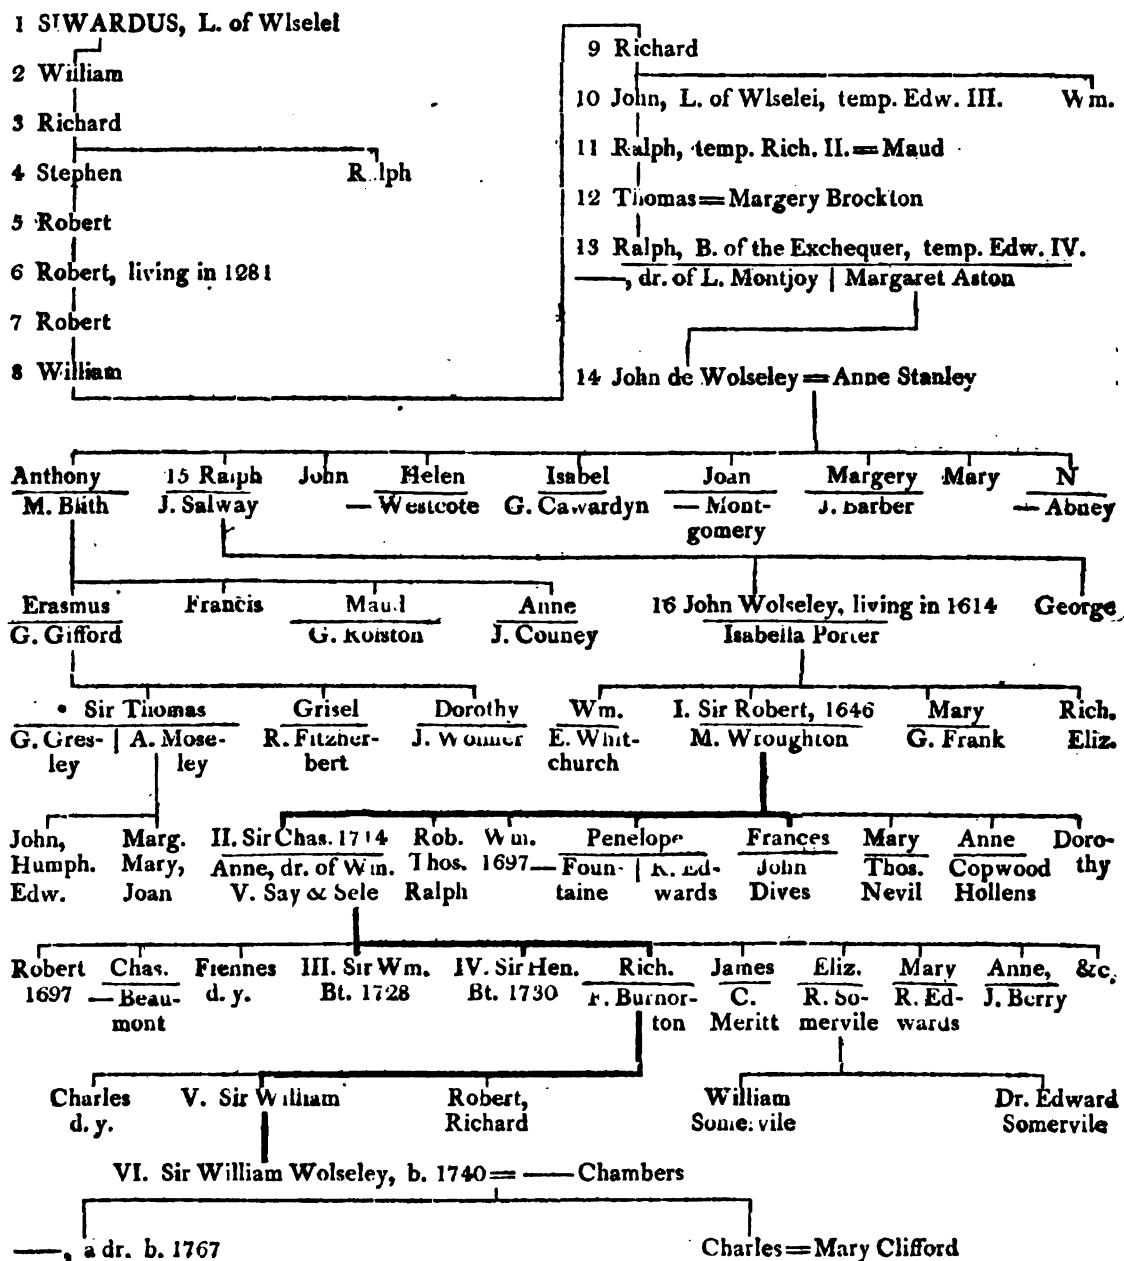 1 SIWARDUS, L. of Wiselei
2 William
3 Richard
4 Stephen Ralph
5 Robert
6 Robert, living in 1281
7 Robert
8 William
9 Richard
10 John, L. of Wiselei, temp. Edw. III. Wm.
11 Ralph, temp. Rich. II.=Maud
12 Thomas=Margery Brockton
13 Ralph, B. of the Exchequer, temp. Edw. IV.
——, dr. of L. Montjoy | Margaret Aston
14 John de Wolseley=Anne Stanley
Anthony 15 Ralph John Helen Isabel Joan Margery Mary N
M. Blith J. Salway — Westcote G. Cawardyn — Mont- J. Barber — Abney
gomery
Erasmus Francis Maud Anne 16 John Wolseley, living in 1614 George
G. Gifford G. Rolston J. Couney Isabella Porter
Sir Thomas Grisel Dorothy Wm. I. Sir Robert, 1646 Mary Rich.
G. Gres- | A. Mose- R. Fitzher- J. E. Whit- M. Wroughton G. Frank Eliz.
ley ley bert church
John, Marg. II. Sir Chas. 1714 Rob. Wm. Penelope Frances Mary Anne Doro-
Humph. Mary, Anne, dr. of Wm. Thos. 1697 — Foun- | R. Ed- John Thos. Copwood thy
Edw. Joan V. Say & Sele Ralph taine wards Dives Nevil Hollens
Robert Chas. Fiennes III. Sir Wm. IV. Sir Hen. Rich. James Eliz. Mary Anne, &c.
1697 — Beau- d. y. Bt. 1728 Bt. 1730 F. Burnor- C. R. So- R. Ed- J. Berry
mont ton Meritt mervile wards
Charles V. Sir William Robert, William Dr. Edward
d. y. Richard Somervile Somervile
VI. Sir William Wolseley, b. 1740= —— Chambers
——, a dr. b. 1767 Charles=Mary Clifford